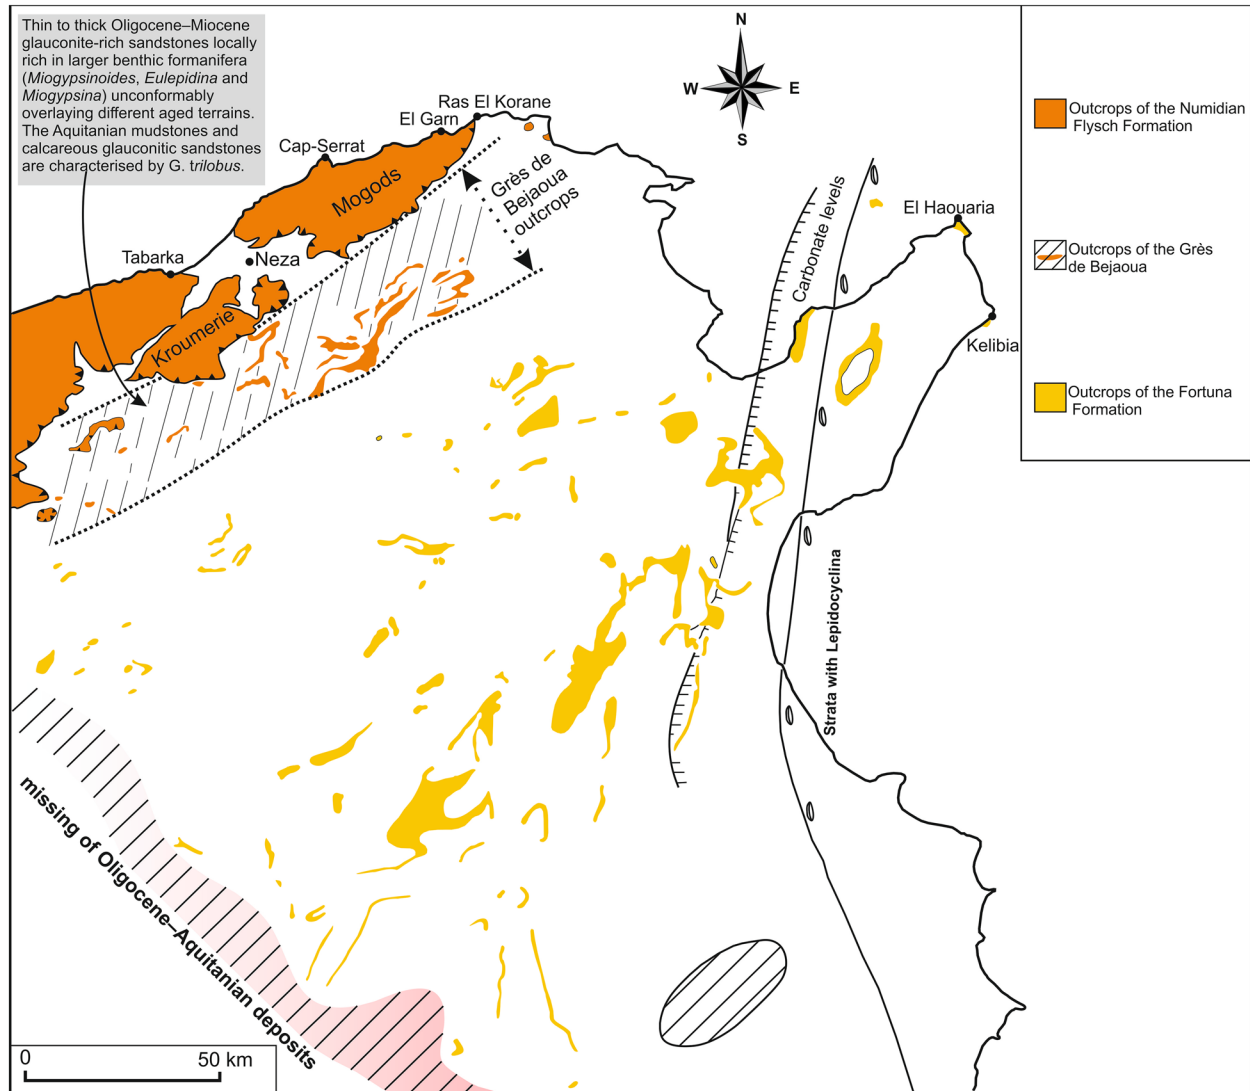 Thin to thick Oligocene–Miocene
glauconite-rich sandstones locally
rich in larger benthic formanifera
(Miogypsinoides, Eulepidina and
Miogypsina) unconformably
overlaying different aged terrains.
The Aquitanian mudstones and
calcareous glauconitic sandstones
are characterised by G. trilobus.
N
W
E
S
Ras El Korane
El Garn
Cap-Serrat
Mogods
Grès de
Bejaoua
outcrops
Tabarka
Neza
Kroumerie
Carbonate levels
El Haouaria
Kelibia
Strata with Lepidocyclina
missing of Oligocene–Aquitanian deposits
0
50 km
Outcrops of the Numidian
Flysch Formation
Outcrops of the Grès
de Bejaoua
Outcrops of the Fortuna
Formation